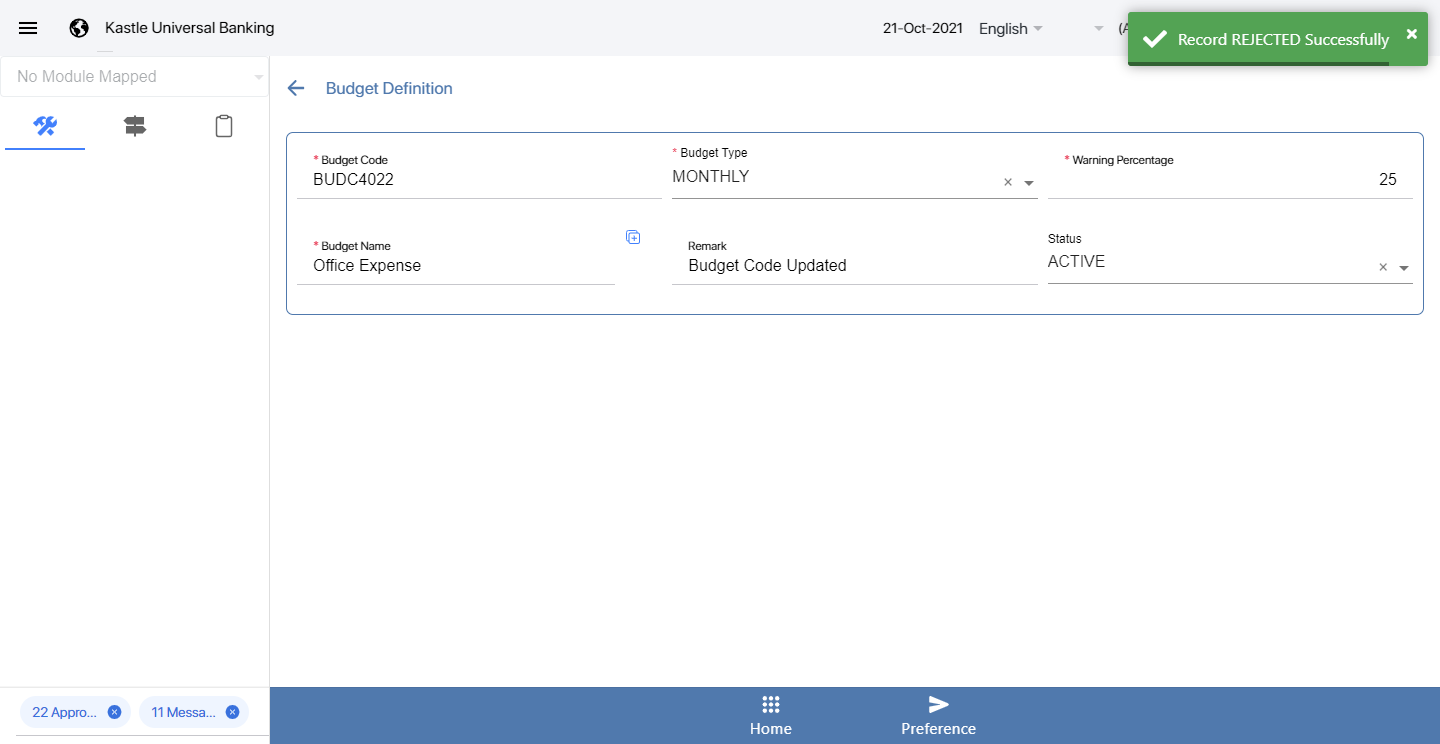 Kastle Universal Banking
21-Oct-2021 English
Record REJECTED Successfully
No Module Mapped
Budget Definition
* Budget Code
BUDC4022
* Budget Type
MONTHLY
* Warning Percentage
25
* Budget Name
Office Expense
Remark
Budget Code Updated
Status
ACTIVE
22 Appro...
11 Messa...
Home
Preference